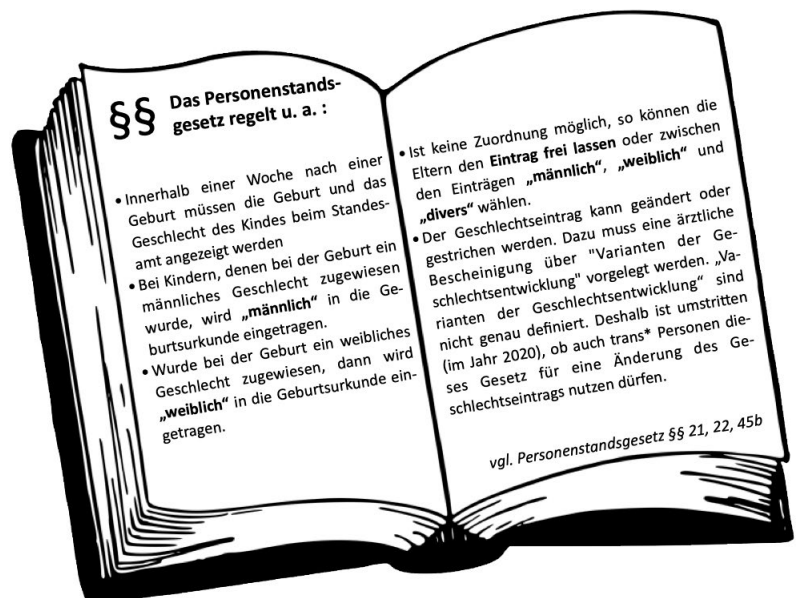 §§ Das Personenstands-
gesetz regelt u. a. :
• Innerhalb einer Woche nach einer
Geburt müssen die Geburt und das
Geschlecht des Kindes beim Standes-
amt angezeigt werden
• Bei Kindern, denen bei der Geburt ein
männliches Geschlecht zugewiesen
wurde, wird „männlich“ in die Ge-
burtsurkunde eingetragen.
• Wurde bei der Geburt ein weibliches
Geschlecht zugewiesen, dann wird
„weiblich“ in die Geburtsurkunde ein-
getragen.
• Ist keine Zuordnung möglich, so können die
Eltern den Eintrag frei lassen oder zwischen
den Einträgen „männlich“, „weiblich“ und
„divers“ wählen.
• Der Geschlechtseintrag kann geändert oder
gestrichen werden. Dazu muss eine ärztliche
Bescheinigung über "Varianten der Ge-
schlechtsentwicklung" vorgelegt werden. „Va-
rianten der Geschlechtsentwicklung“ sind
nicht genau definiert. Deshalb ist umstritten
(im Jahr 2020), ob auch trans* Personen die-
ses Gesetz für eine Änderung des Ge-
schlechtseintrags nutzen dürfen.
vgl. Personenstandsgesetz §§ 21, 22, 45b